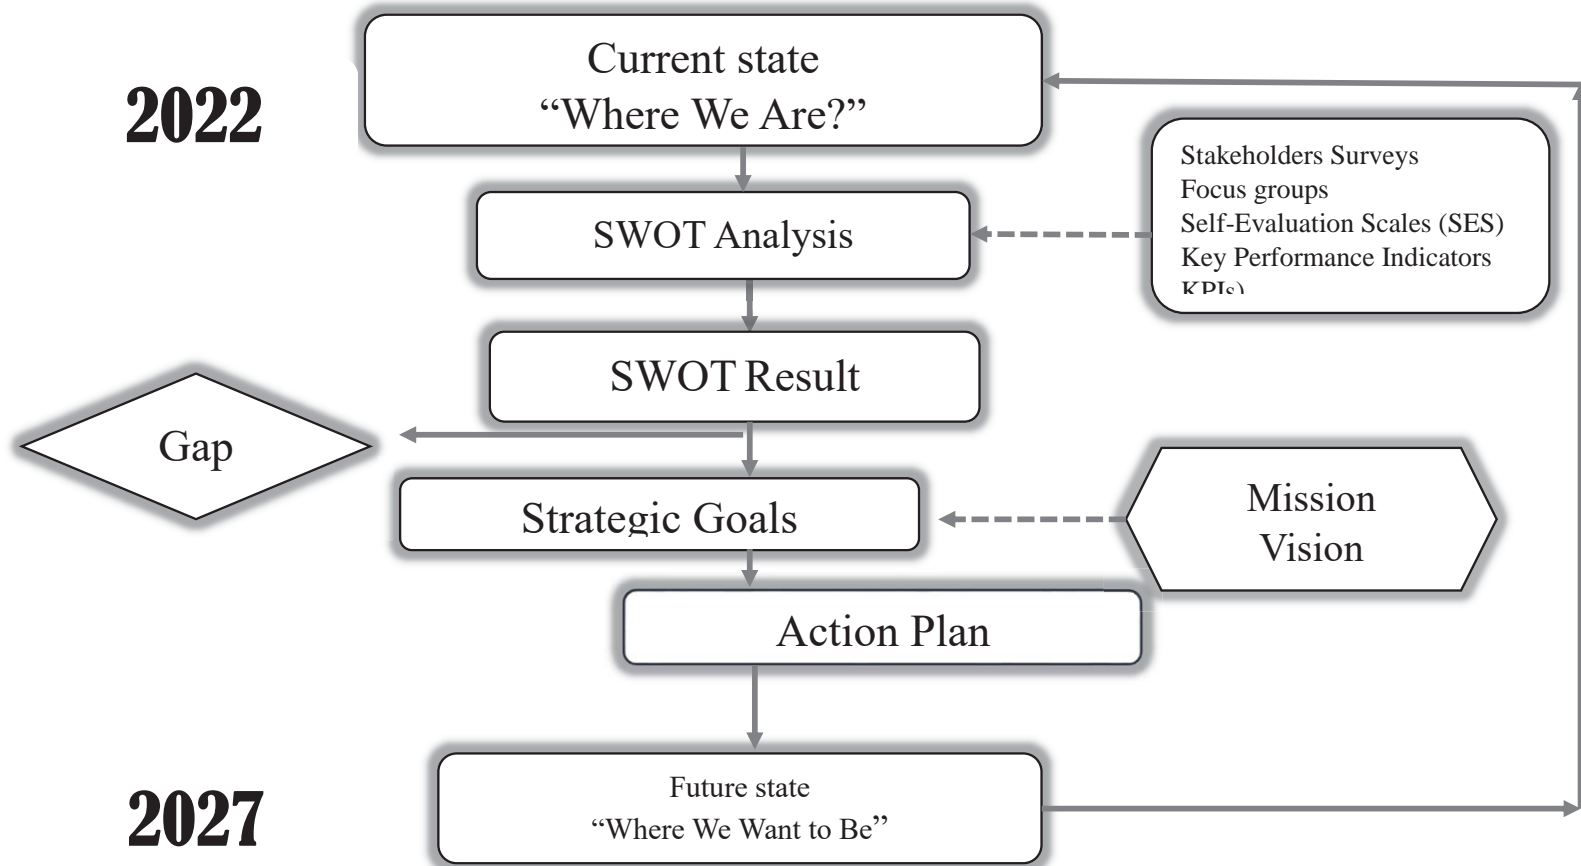 Current state
“Where We Are?”
2022
Stakeholders Surveys
Focus groups
Self-Evaluation Scales (SES)
Key Performance Indicators
KPIs)
SWOT Analysis
SWOT Result
Gap
Strategic Goals
Mission
Vision
Action Plan
Future state
“Where We Want to Be”
2027